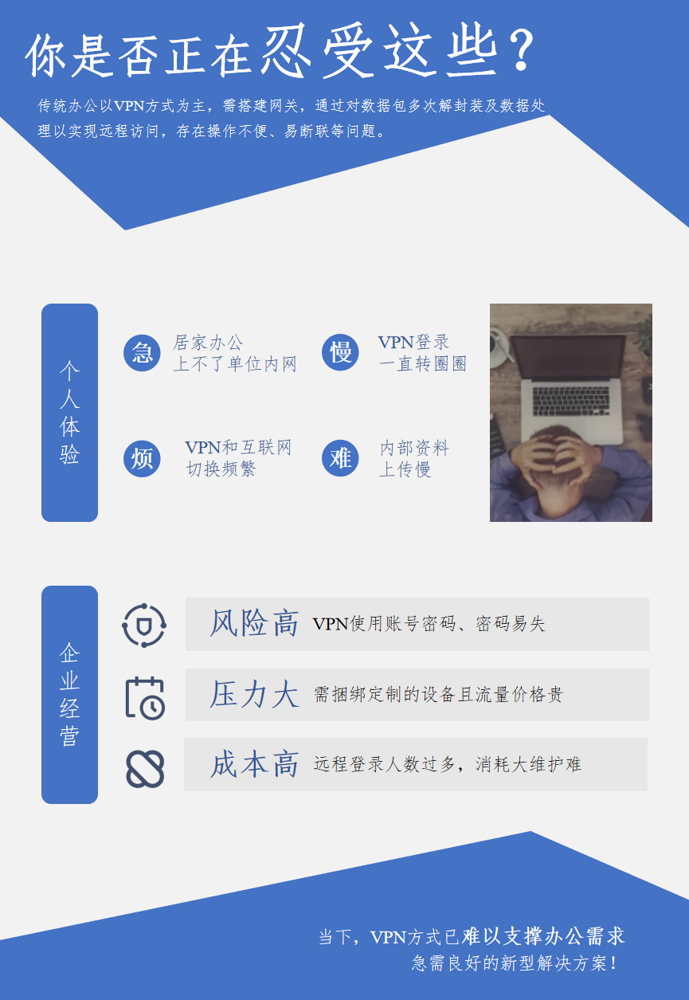 你是否正在忍受这些？
传统办公以VPN方式为主，需搭建网关，通过对数据包多次解封装及数据处
理以实现远程访问，存在操作不便、易断联等问题。
个人体验
急
居家办公
上不了单位内网
慢
VPN登录
一直转圈圈
烦
VPN和互联网
切换频繁
难
内部资料
上传慢
企业经营
风险高 VPN使用账号密码、密码易失
压力大 需捆绑定制的设备且流量价格贵
成本高 远程登录人数过多，消耗大维护难
当下，VPN方式已难以支撑办公需求
急需良好的新型解决方案！